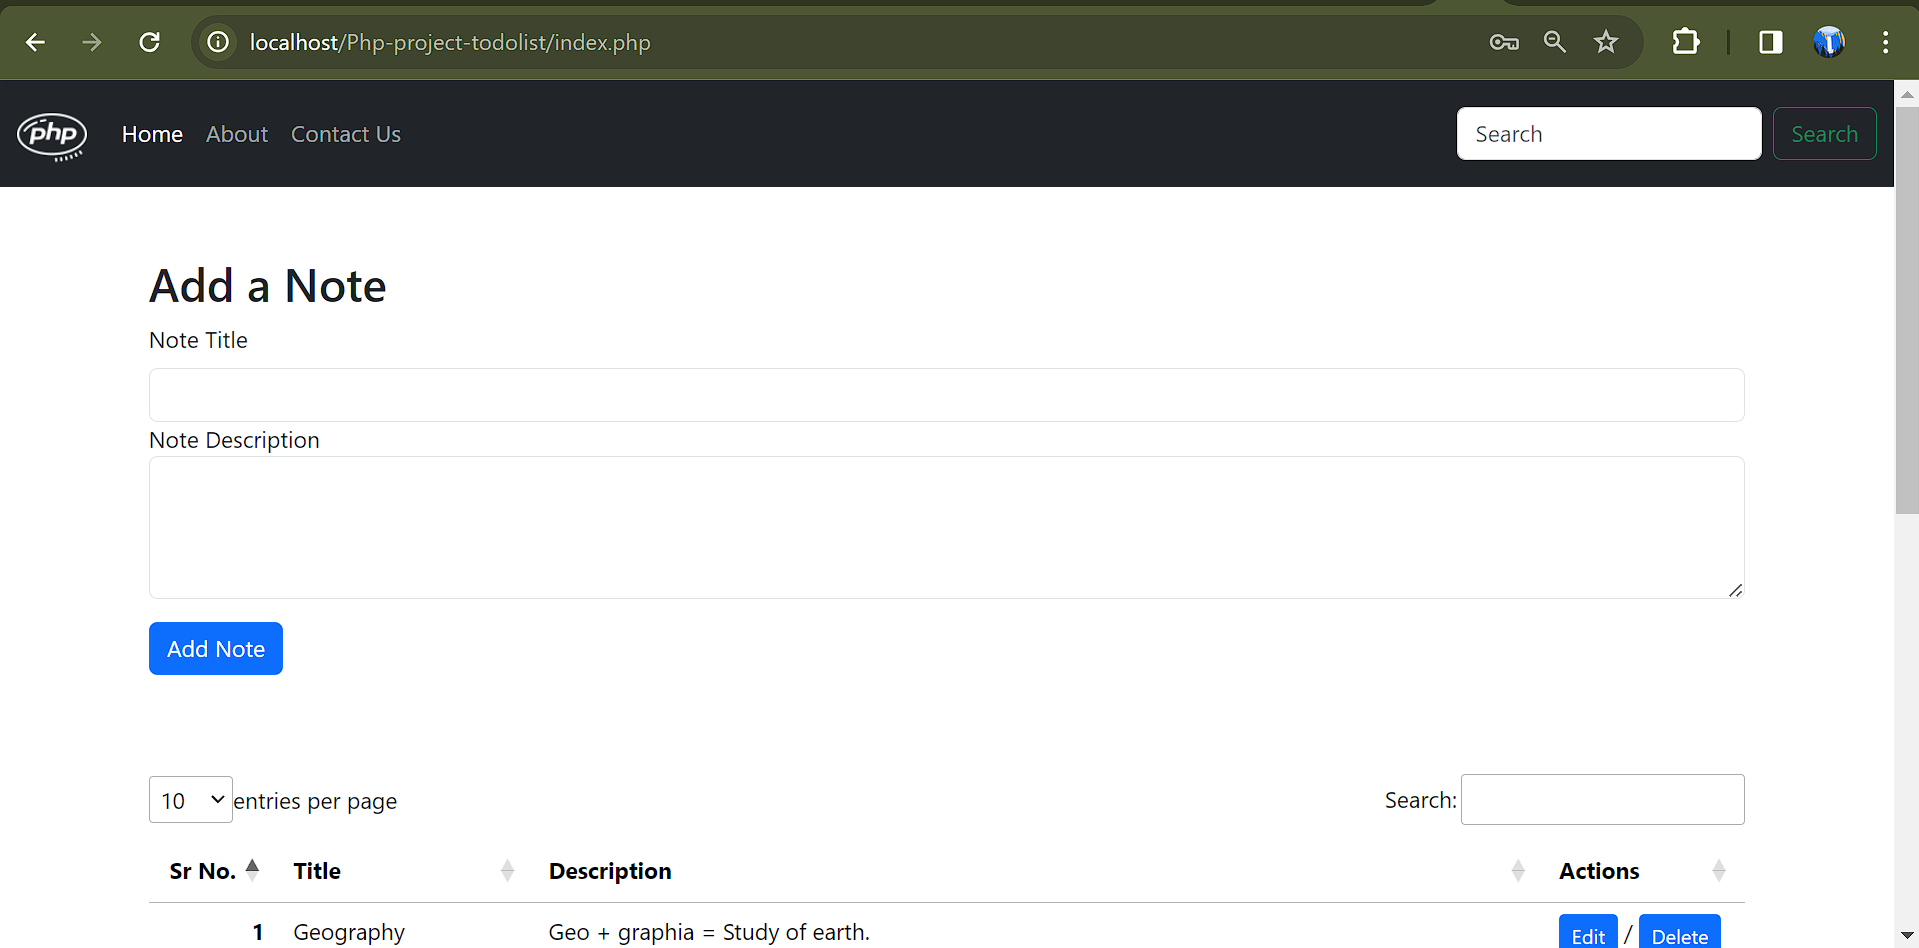 localhost/Php-project-todolist/index.php
php Home About Contact Us Search Search
Add a Note
Note Title
Note Description
Add Note
10 entries per page Search:
Sr No. Title Description Actions
1 Geography Geo + graphia = Study of earth. Edit / Delete